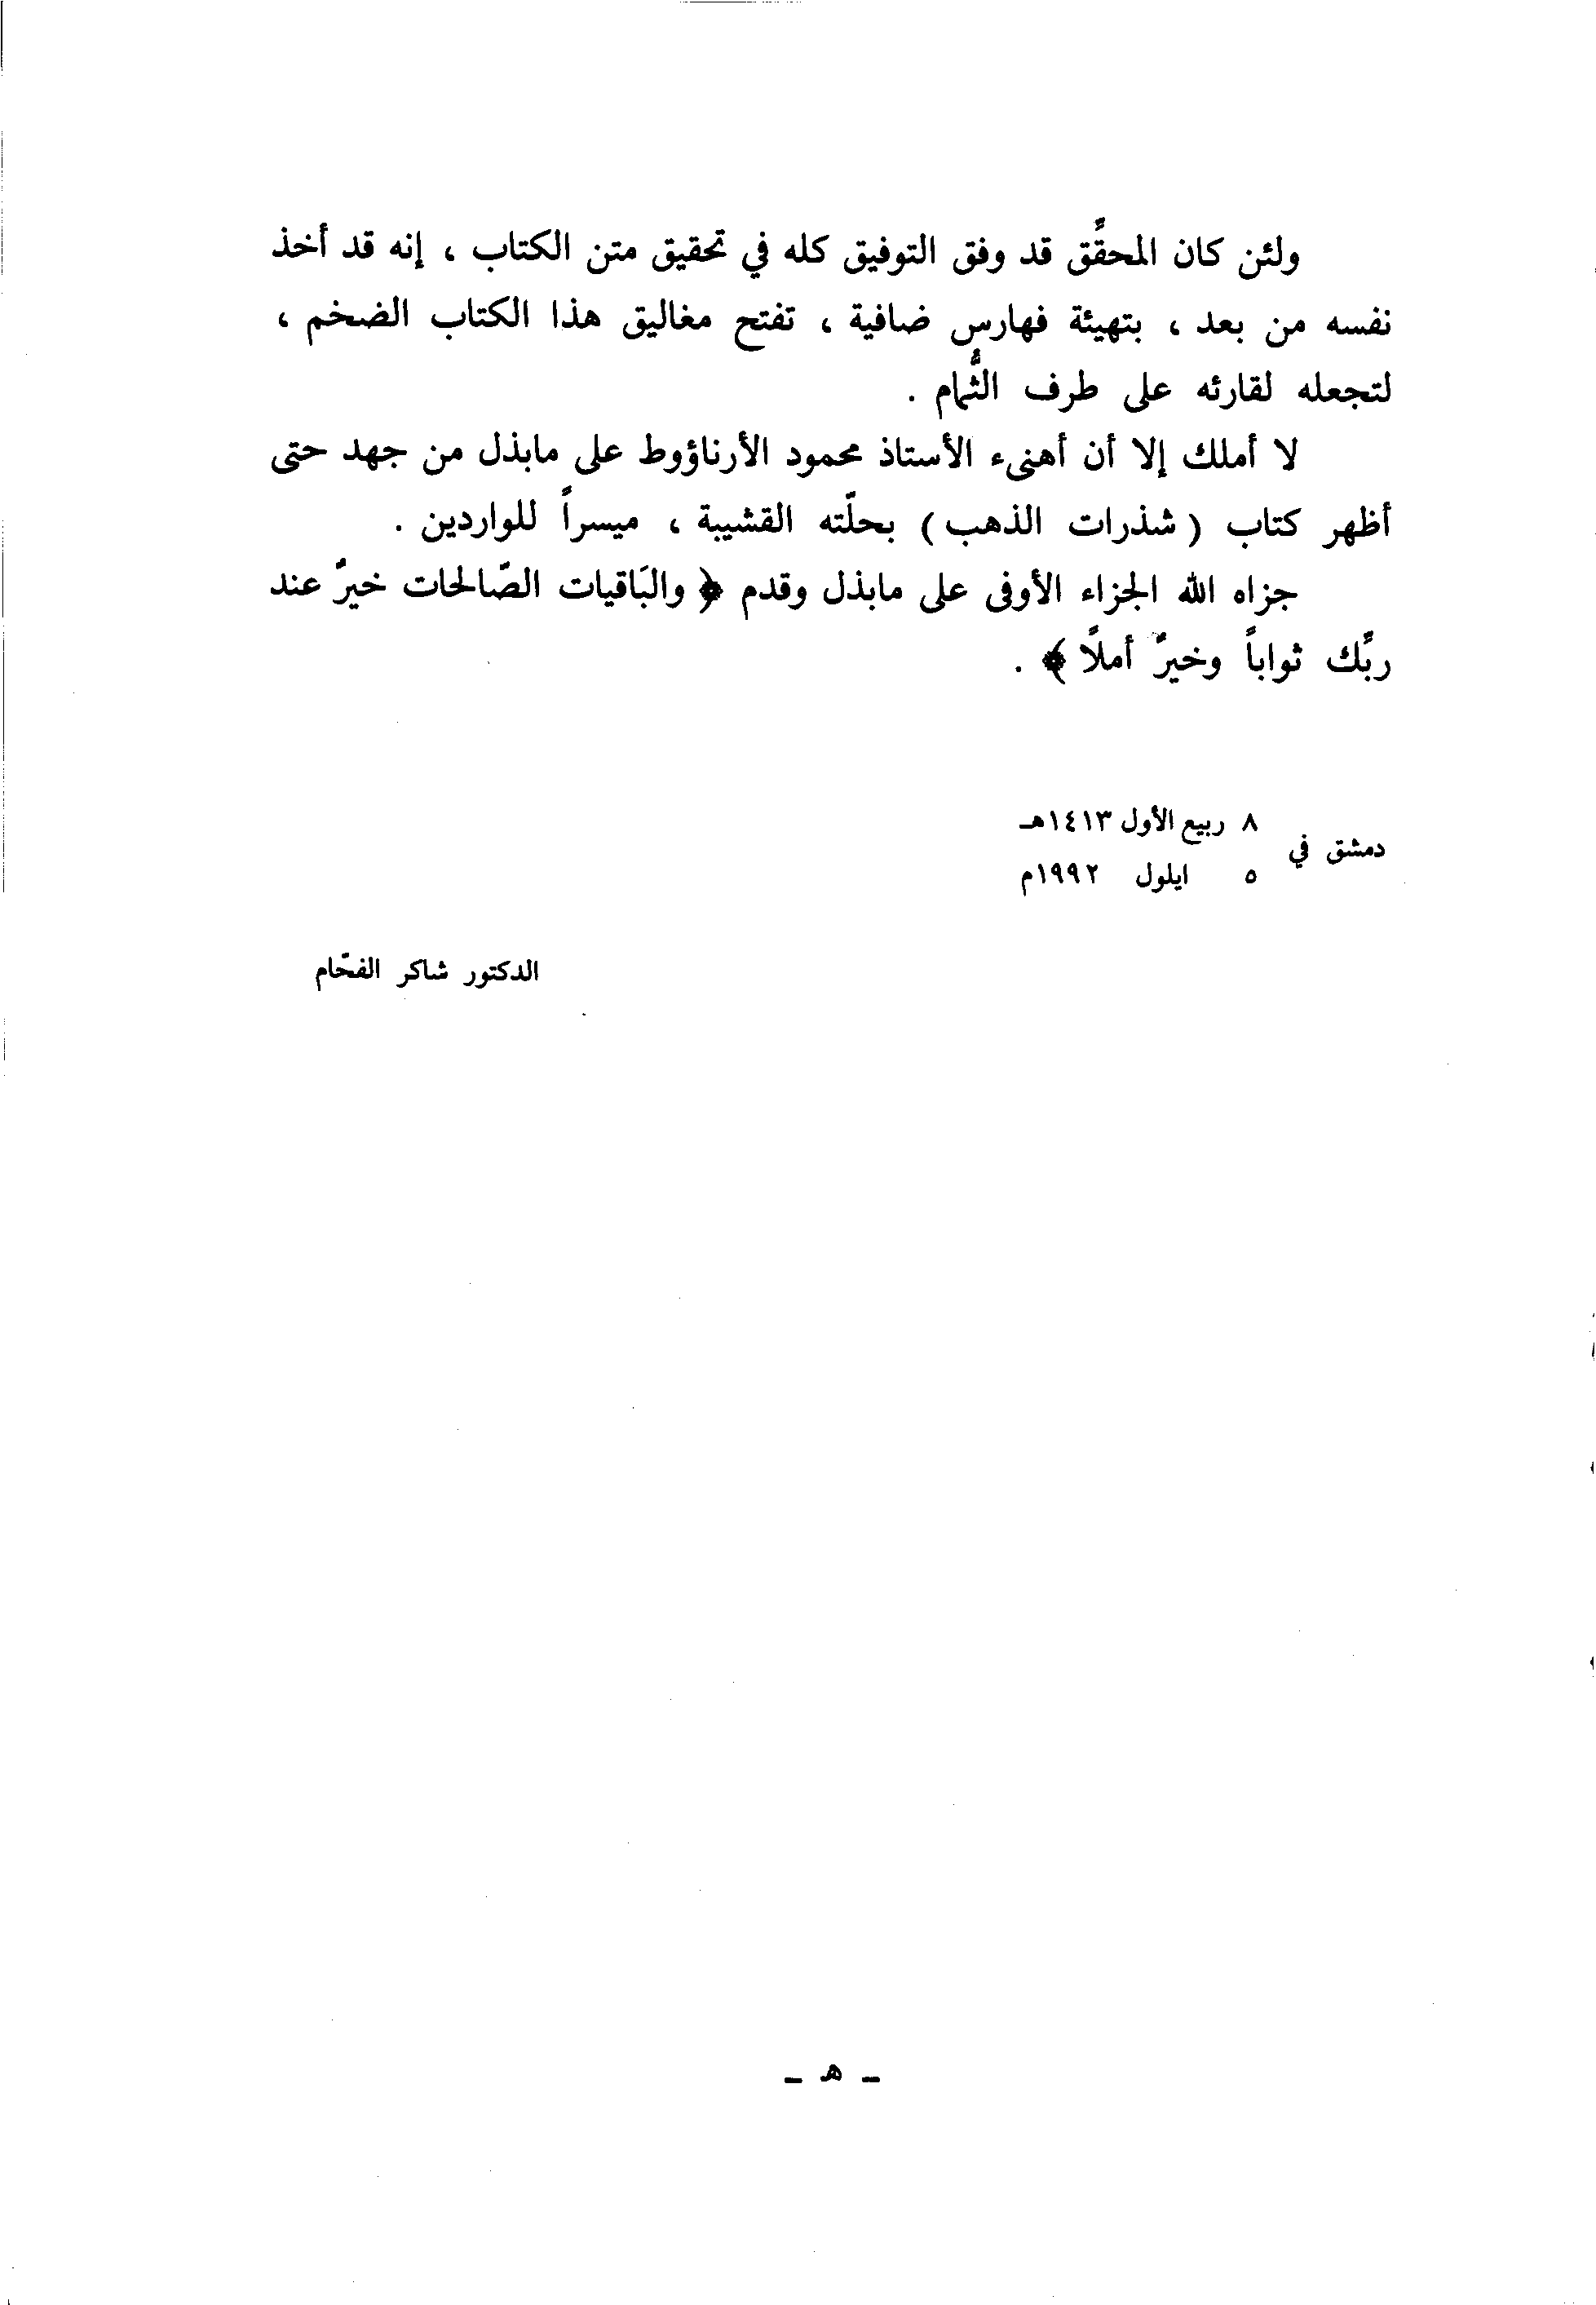 ولئن كان المحقِّق قد وفق التوفيق كله في تحقيق متن الكتاب ، إنه قد أخذ
نفسه من بعد ، بتهيئة فهارس ضافية ، تفتح مغاليق هذا الكتاب الضخم ،
لتجعله لقارئه على طرف الثُّمام .
لا أملك إلا أن أهنىء الأستاذ محمود الأرناؤوط على مابذل من جهد حتى
أظهر كتاب ( شذرات الذهب ) بحلّته القشيبة ، ميسراً للواردين .
جزاه الله الجزاء الأوفى على مابذل وقدم ﴿ والبَاقيات الصّالحات خيرٌ عند
ربِّك ثواباً وخيرٌ أملًا ﴾ .
دمشق في
٨ ربيع الأول ١٤١٣هـ
٥ ايلول ١٩٩٢م
الدكتور شاكر الفحّام
ـ هـ ـ